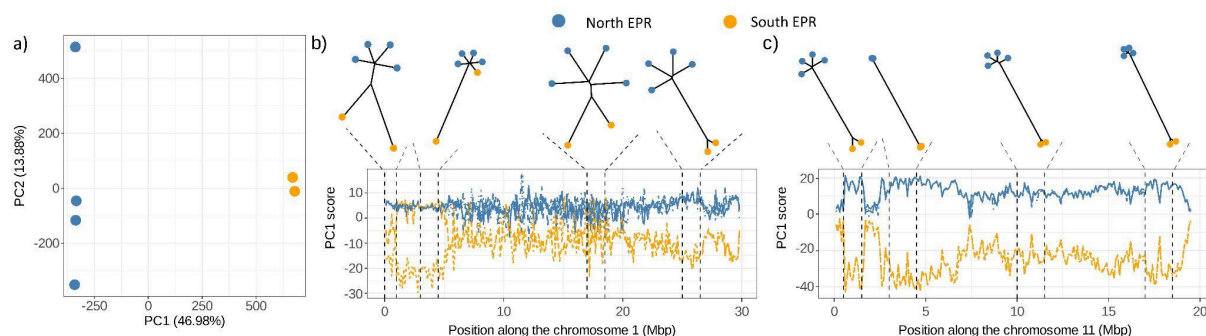 North EPR
South EPR
a)
b)
c)
PC2 (13.88%)
400
200
0
-200
-250
0
250
500
PC1 (46.98%)
PC1 score
10
0
-10
-20
-30
0
10
20
30
Position along the chromosome 1 (Mbp)
PC1 score
20
0
-20
-40
0
5
10
15
20
Position along the chromosome 11 (Mbp)